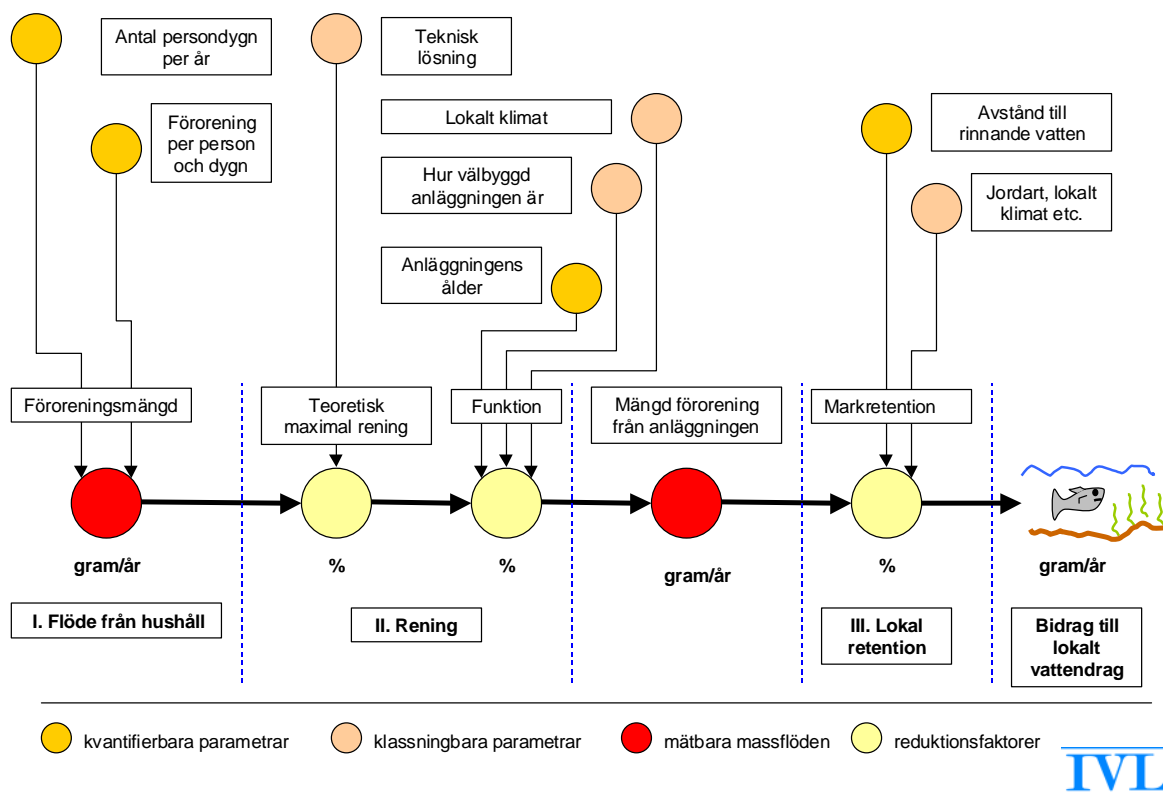 Antal persondygn
per år
Teknisk
lösning
Förorening
per person
och dygn
Lokalt klimat
Avstånd till
rinnande vatten
Hur välbyggd
anläggningen är
Jordart, lokalt
klimat etc.
Anläggningens
ålder
Föroreningsmängd
Teoretisk
maximal rening
Funktion
Mängd förorening
från anläggningen
Markretention
gram/år
%
%
gram/år
%
gram/år
I. Flöde från hushåll
II. Rening
III. Lokal
retention
Bidrag till
lokalt
vattendrag
kvantifierbara parametrar
klassningbara parametrar
mätbara massflöden
reduktionsfaktorer
IVL